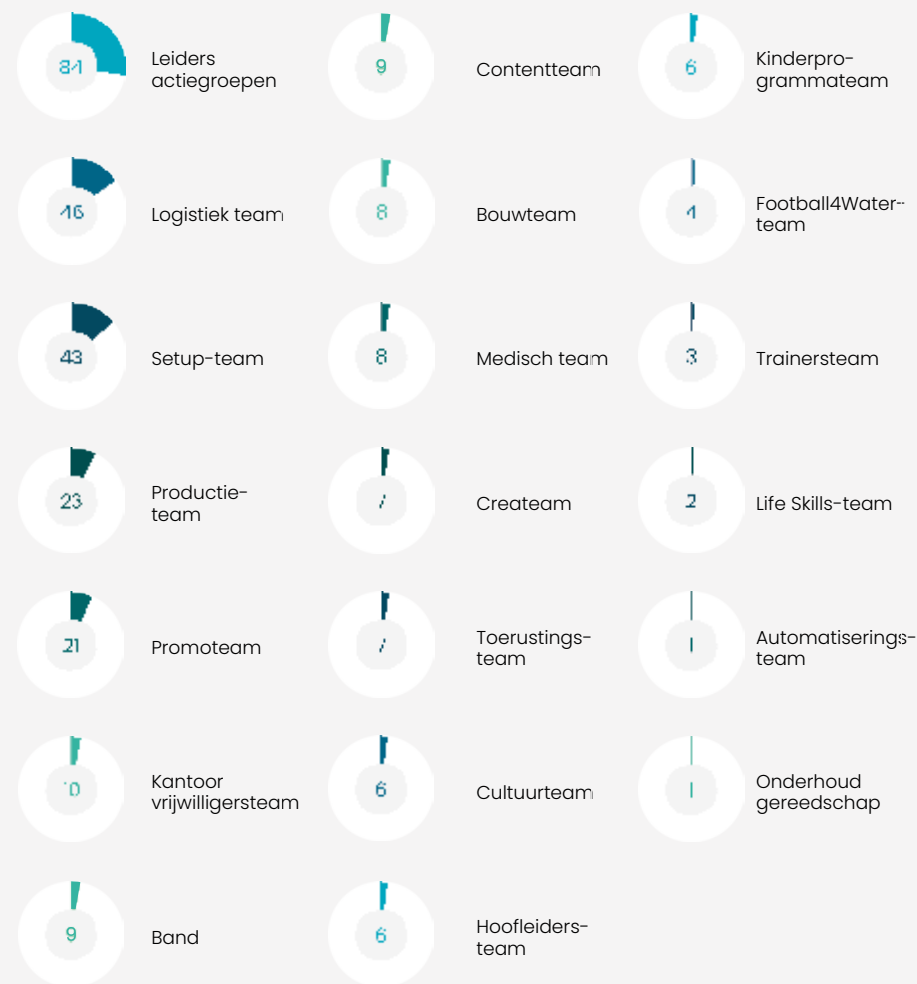 84
Leiders
actiegroepen
46
Logistiek team
43
Setup-team
23
Productie-
team
21
Promoteam
10
Kantoor
vrijwilligersteam
9
Band
9
Contentteam
8
Bouwteam
8
Medisch team
7
Createam
7
Toerustings-
team
6
Cultuurteam
6
Hoofleiders-
team
6
Kinderpro-
grammateam
4
Football4Water-
team
3
Trainersteam
2
Life Skills-team
1
Automatiserings-
team
1
Onderhoud
gereedschap